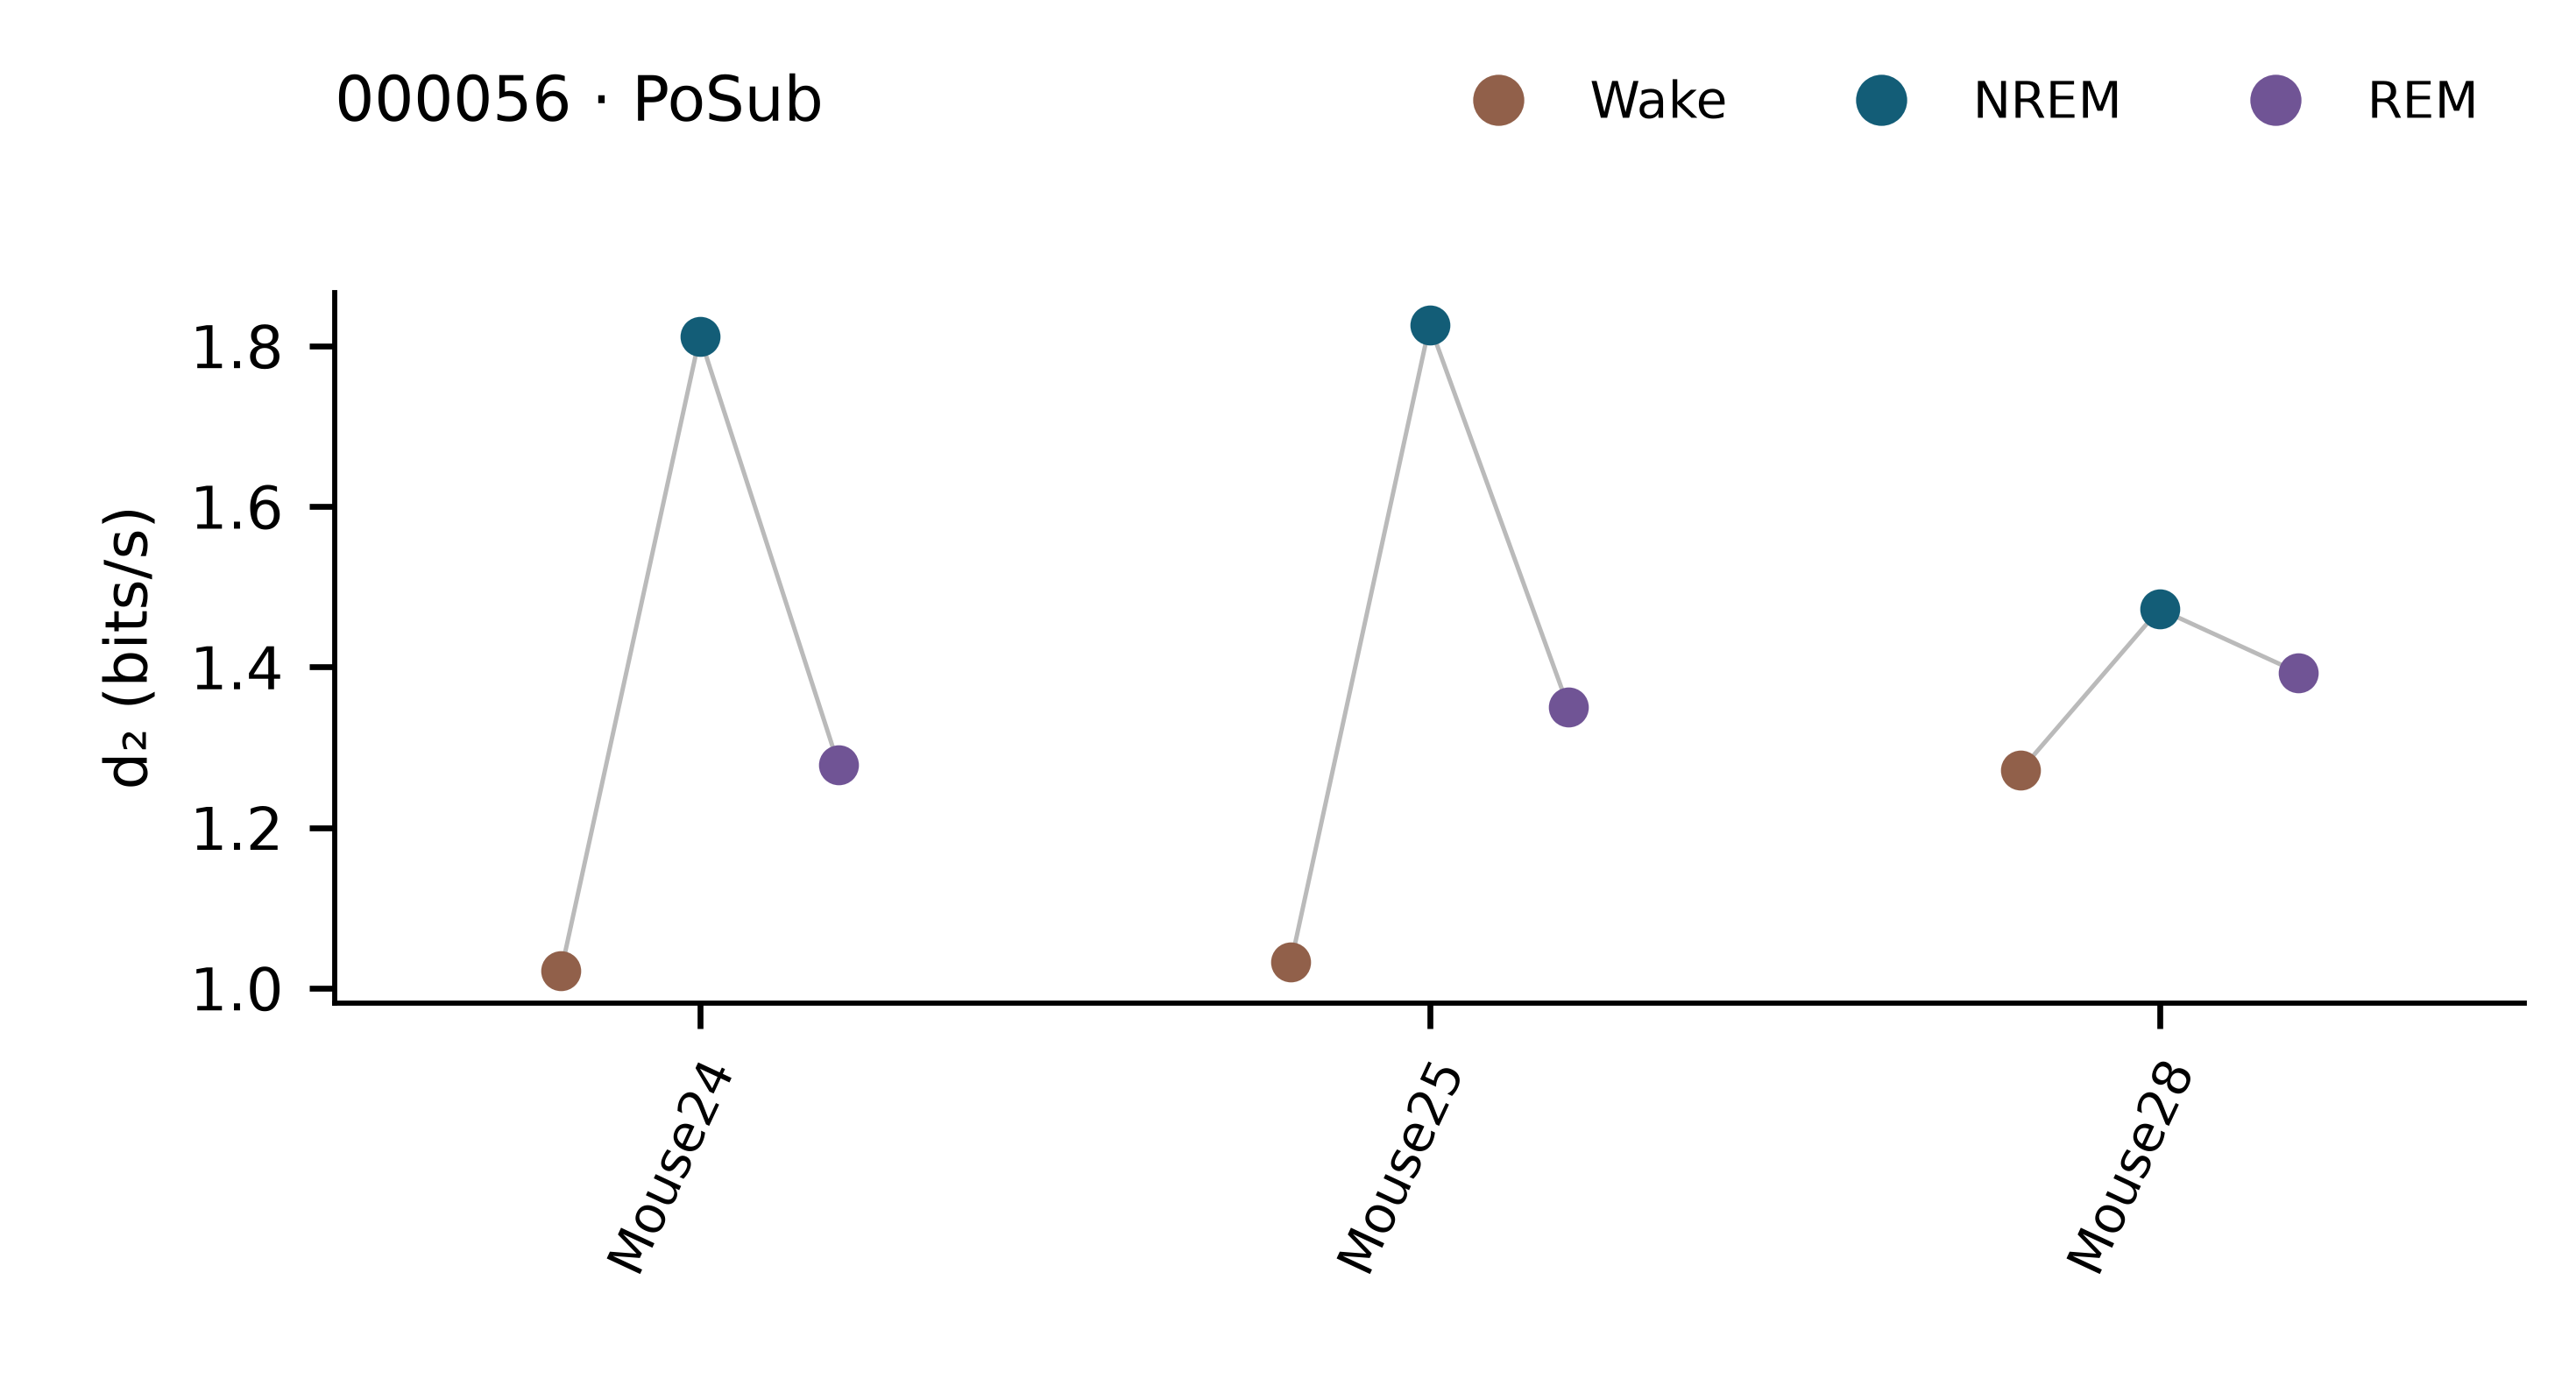 000056 · PoSub
Wake NREM REM
d₂ (bits/s)
1.8
1.6
1.4
1.2
1.0
Mouse24 Mouse25 Mouse28